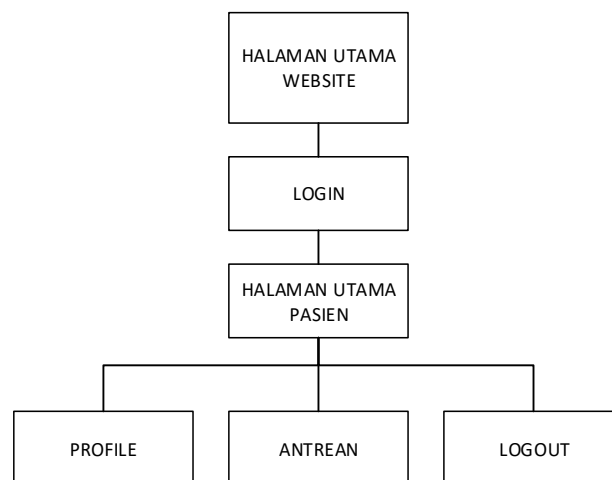 HALAMAN UTAMA
WEBSITE
LOGIN
HALAMAN UTAMA
PASIEN
PROFILE
ANTREAN
LOGOUT